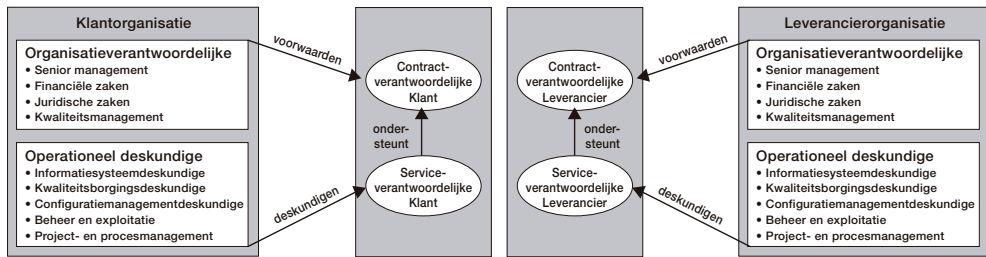 Klantorganisatie
Organisatieverantwoordelijke
• Senior management
• Financiële zaken
• Juridische zaken
• Kwaliteitsmanagement
Operationeel deskundige
• Informatiesysteemdeskundige
• Kwaliteitsborgingsdeskundige
• Configuratiemanagementdeskundige
• Beheer en exploitatie
• Project- en procesmanagement
voorwaarden
deskundigen
Contract-
verantwoordelijke
Klant
onder-
steunt
Service-
verantwoordelijke
Klant
Contract-
verantwoordelijke
Leverancier
onder-
steunt
Service-
verantwoordelijke
Leverancier
voorwaarden
deskundigen
Leverancierorganisatie
Organisatieverantwoordelijke
• Senior management
• Financiële zaken
• Juridische zaken
• Kwaliteitsmanagement
Operationeel deskundige
• Informatiesysteemdeskundige
• Kwaliteitsborgingsdeskundige
• Configuratiemanagementdeskundige
• Beheer en exploitatie
• Project- en procesmanagement